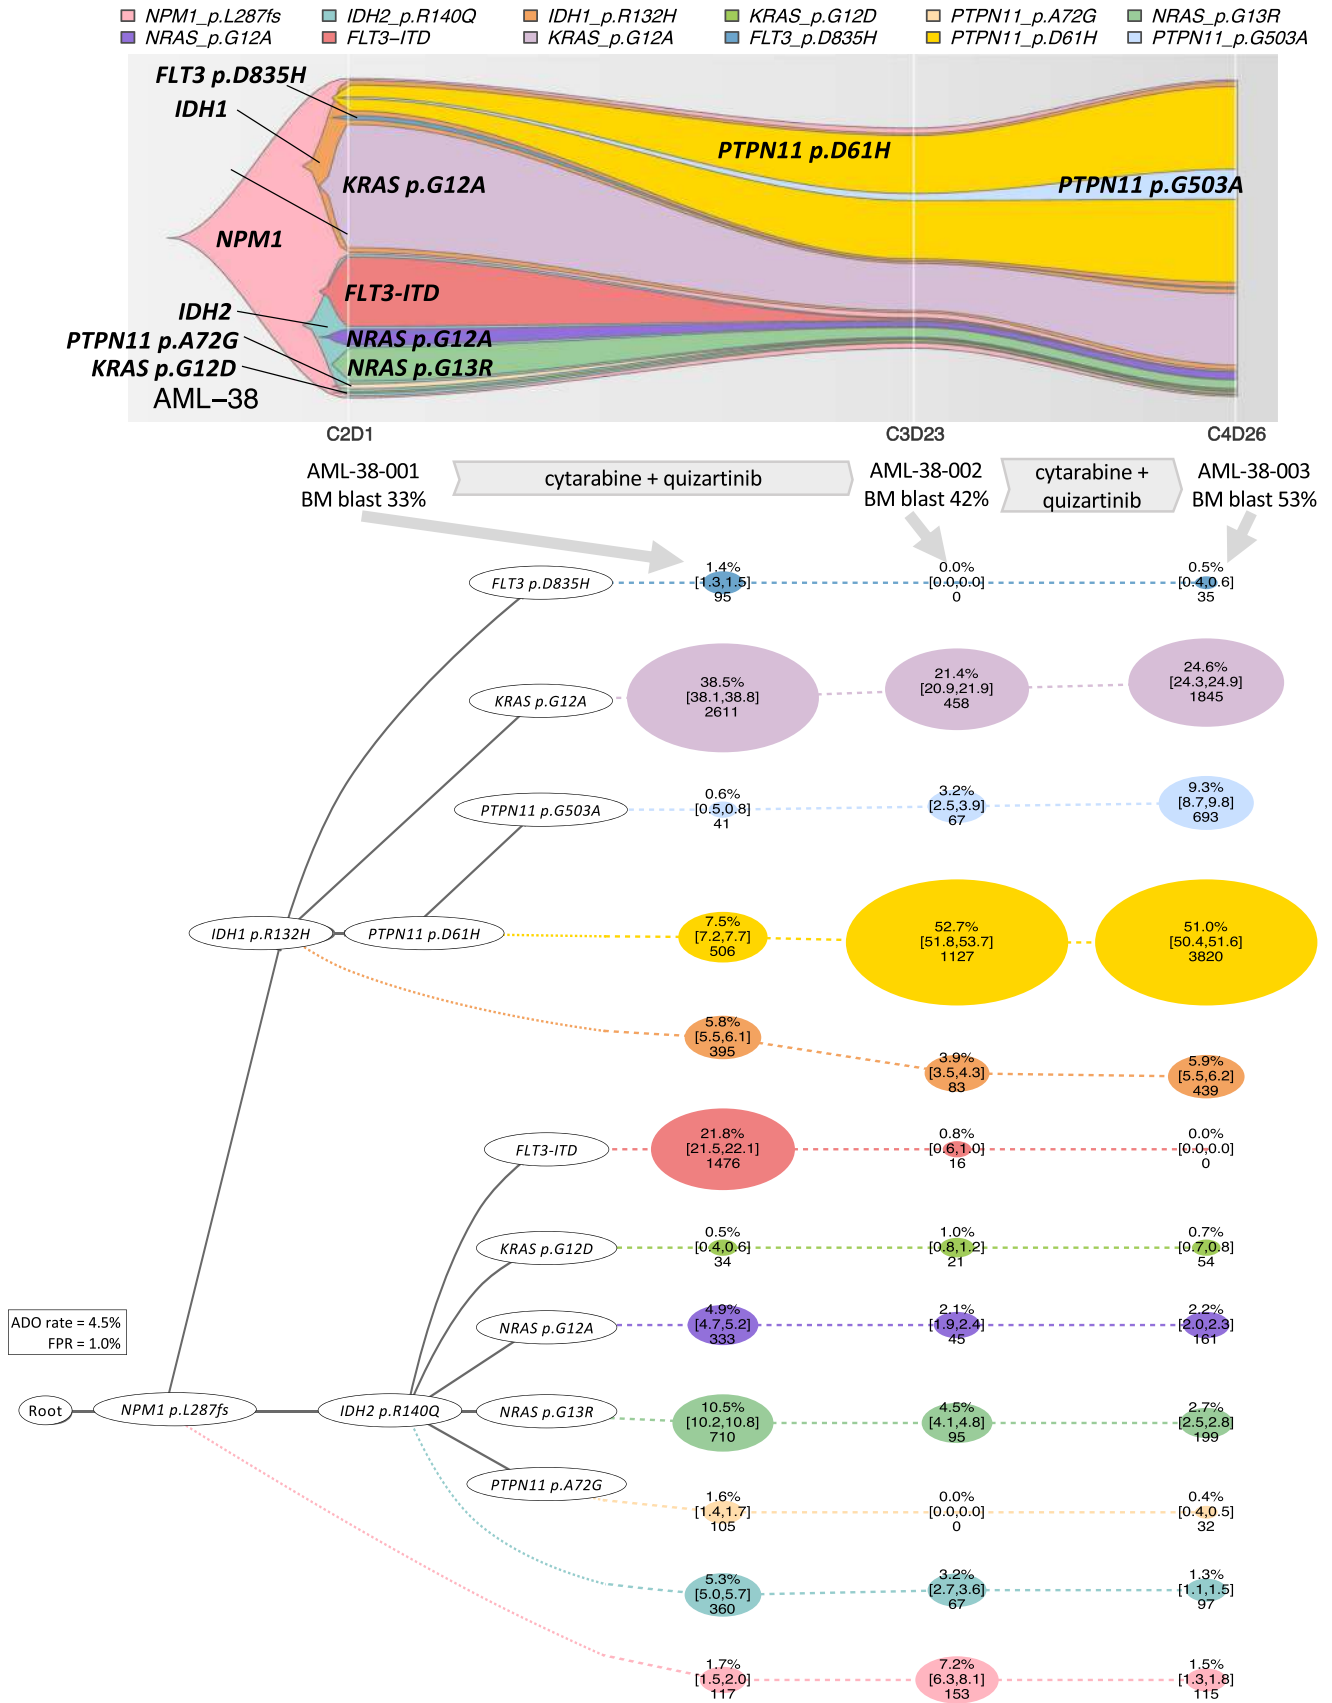 NPM1_p.L287fs IDH2_p.R140Q IDH1_p.R132H KRAS_p.G12D PTPN11_p.A72G NRAS_p.G13R
NRAS_p.G12A FLT3−ITD KRAS_p.G12A FLT3_p.D835H PTPN11_p.D61H PTPN11_p.G503A
FLT3 p.D835H
IDH1
PTPN11 p.D61H
KRAS p.G12A
PTPN11 p.G503A
NPM1
FLT3-ITD
IDH2
NRAS p.G12A
PTPN11 p.A72G
KRAS p.G12D
NRAS p.G13R
AML−38
C2D1 C3D23 C4D26
AML-38-001
BM blast 33%
cytarabine + quizartinib
AML-38-002
BM blast 42%
cytarabine +
quizartinib
AML-38-003
BM blast 53%
FLT3 p.D835H
1.4%
[1.3,1.5]
95
0.0%
[0.0,0.0]
0
0.5%
[0.4,0.6]
35
KRAS p.G12A
38.5%
[38.1,38.8]
2611
21.4%
[20.9,21.9]
458
24.6%
[24.3,24.9]
1845
PTPN11 p.G503A
0.6%
[0.5,0.8]
41
3.2%
[2.5,3.9]
67
9.3%
[8.7,9.8]
693
IDH1 p.R132H
PTPN11 p.D61H
7.5%
[7.2,7.7]
506
52.7%
[51.8,53.7]
1127
51.0%
[50.4,51.6]
3820
5.8%
[5.5,6.1]
395
3.9%
[3.5,4.3]
83
5.9%
[5.5,6.2]
439
FLT3-ITD
21.8%
[21.5,22.1]
1476
0.8%
[0.6,1.0]
16
0.0%
[0.0,0.0]
0
KRAS p.G12D
0.5%
[0.4,0.6]
34
1.0%
[0.8,1.2]
21
0.7%
[0.7,0.8]
54
ADO rate = 4.5%
FPR = 1.0%
NRAS p.G12A
4.9%
[4.7,5.2]
333
2.1%
[1.9,2.4]
45
2.2%
[2.0,2.3]
161
Root
NPM1 p.L287fs
IDH2 p.R140Q
NRAS p.G13R
10.5%
[10.2,10.8]
710
4.5%
[4.1,4.8]
95
2.7%
[2.5,2.8]
199
PTPN11 p.A72G
1.6%
[1.4,1.7]
105
0.0%
[0.0,0.0]
0
0.4%
[0.4,0.5]
32
5.3%
[5.0,5.7]
360
3.2%
[2.7,3.6]
67
1.3%
[1.1,1.5]
97
1.7%
[1.5,2.0]
117
7.2%
[6.3,8.1]
153
1.5%
[1.3,1.8]
115